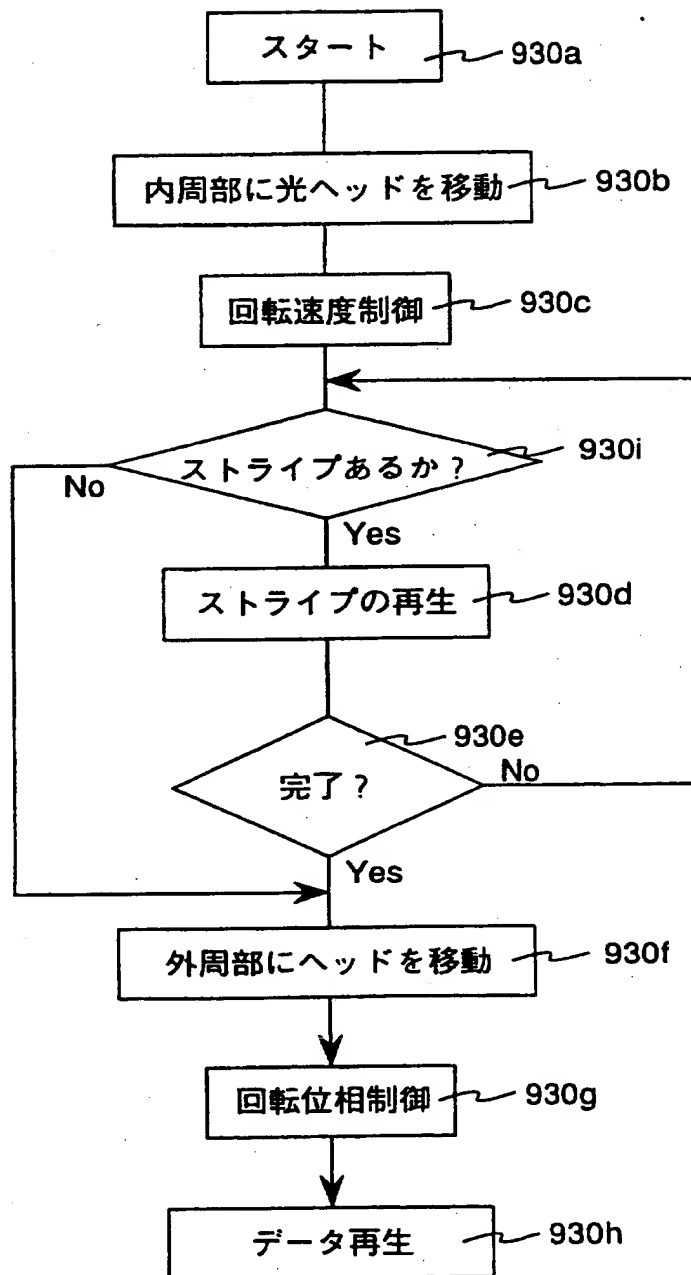 スタート 930a
内周部に光ヘッドを移動 930b
回転速度制御 930c
ストライプあるか? 930i
No
Yes
ストライプの再生 930d
930e
完了? No
Yes
外周部にヘッドを移動 930f
回転位相制御 930g
データ再生 930h